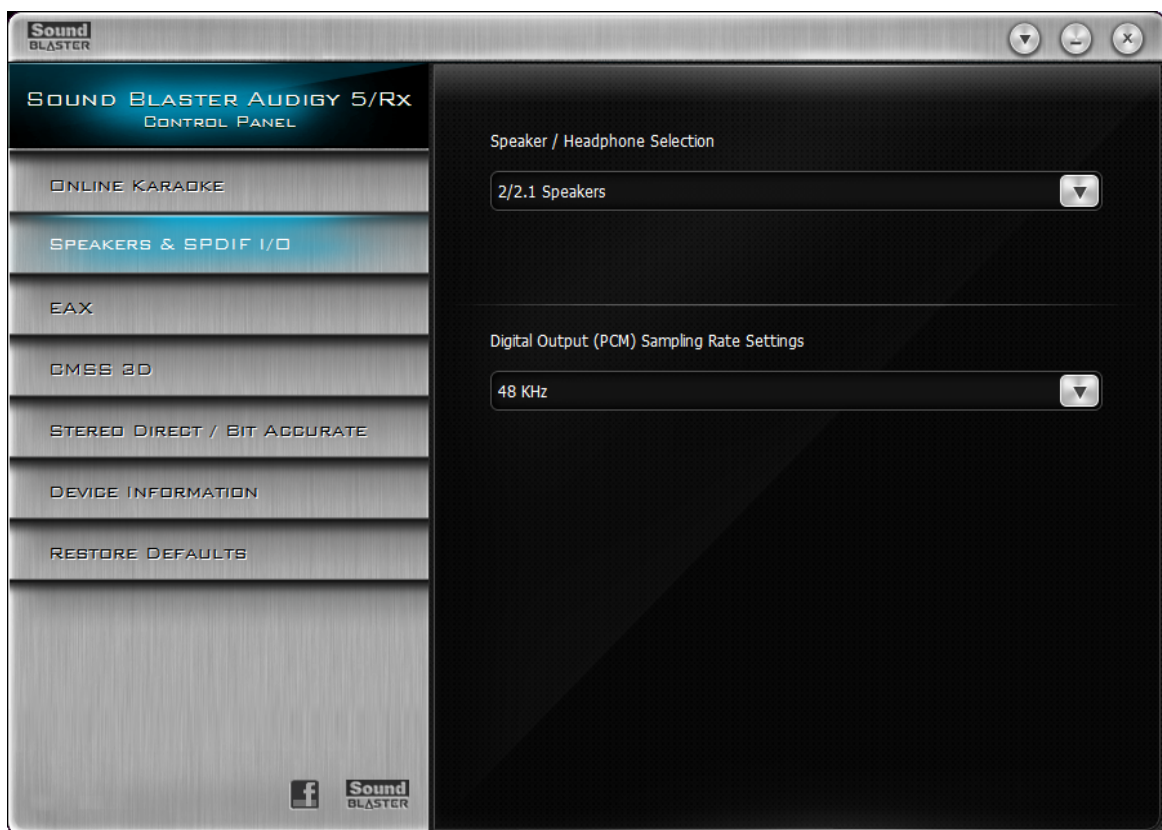 Sound
BLASTER
Sound Blaster Audigy 5/Rx
Control Panel
Online Karaoke
Speakers & SPDIF I/O
EAX
CMSS 3D
Stereo Direct / Bit Accurate
Device Information
Restore Defaults
f
Sound
BLASTER
Speaker / Headphone Selection
2/2.1 Speakers
Digital Output (PCM) Sampling Rate Settings
48 KHz